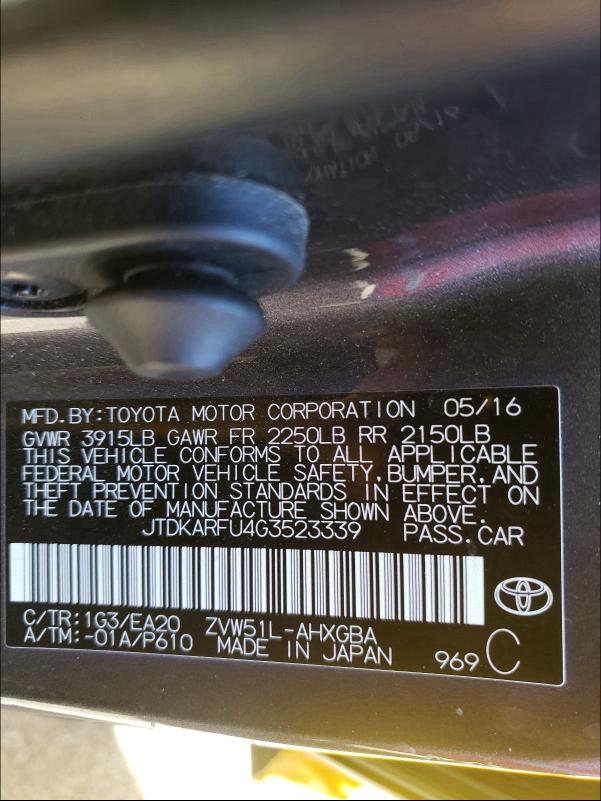 MFD.BY:TOYOTA MOTOR CORPORATION 05/16
GVWR 3915LB GAWR FR 2250LB RR 2150LB
THIS VEHICLE CONFORMS TO ALL APPLICABLE
FEDERAL MOTOR VEHICLE SAFETY,BUMPER,AND
THEFT PREVENTION STANDARDS IN EFFECT ON
THE DATE OF MANUFACTURE SHOWN ABOVE.
JTDKARFU4G3523339 PASS.CAR
C/TR:1G3/EA20 ZVW51L-AHXGBA
A/TM:-01A/P610 MADE IN JAPAN 969 C